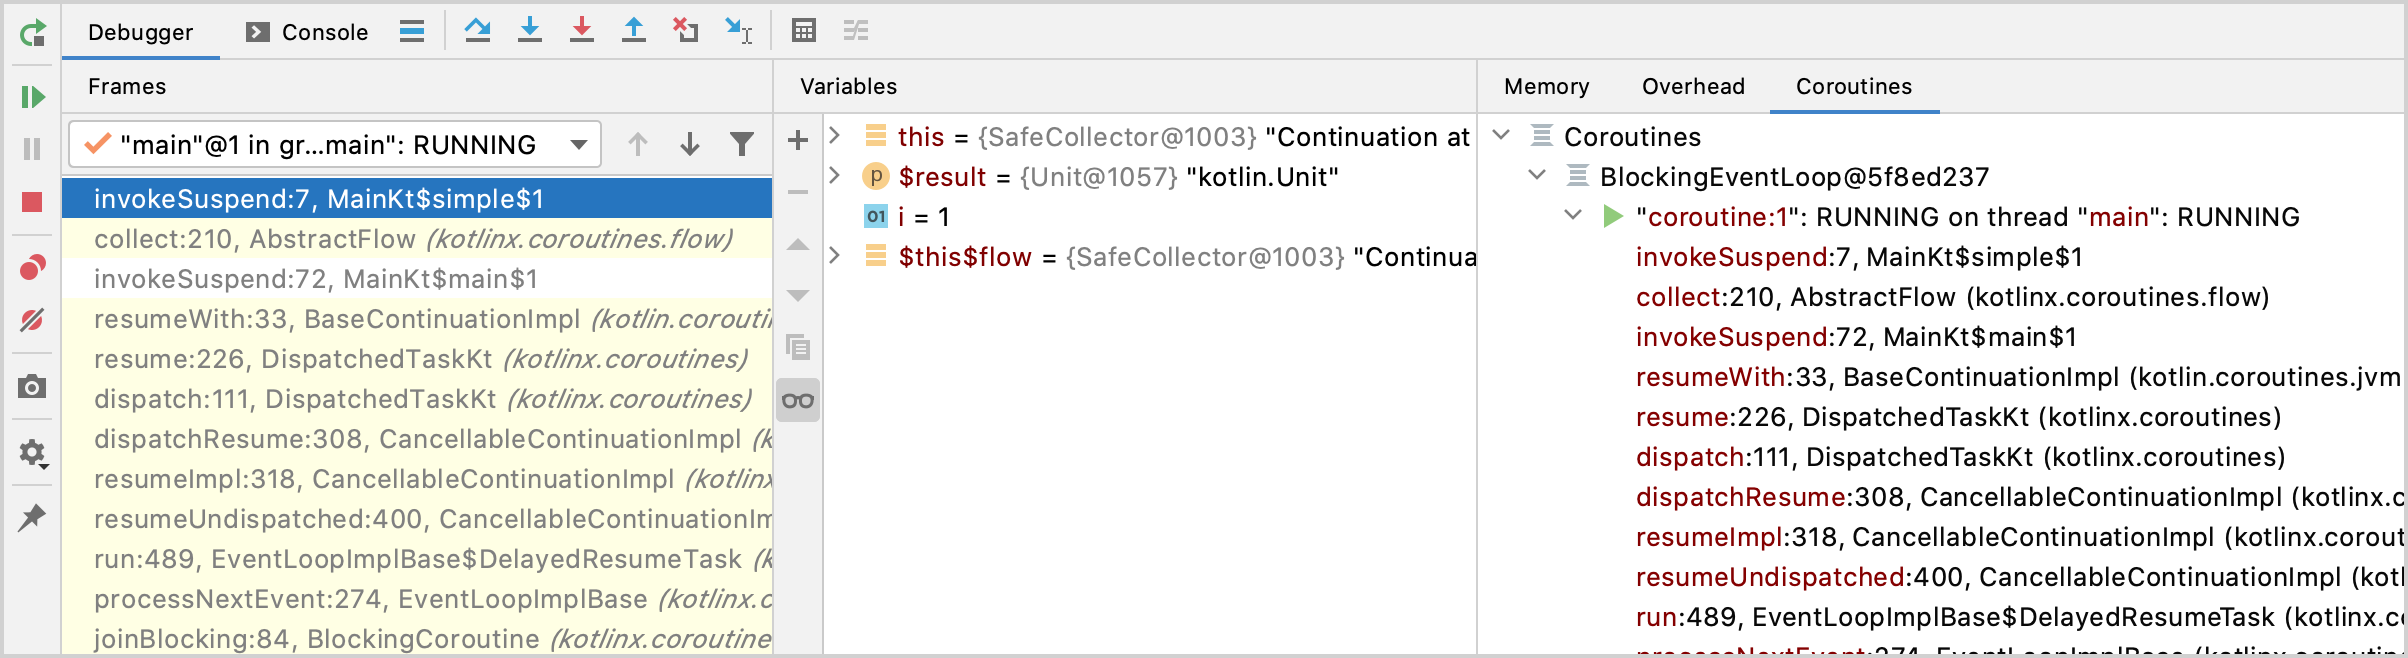 Debugger Console
Frames
"main"@1 in gr...main": RUNNING
invokeSuspend:7, MainKt$simple$1
collect:210, AbstractFlow (kotlinx.coroutines.flow)
invokeSuspend:72, MainKt$main$1
resumeWith:33, BaseContinuationImpl (kotlin.corouti
resume:226, DispatchedTaskKt (kotlinx.coroutines)
dispatch:111, DispatchedTaskKt (kotlinx.coroutines)
dispatchResume:308, CancellableContinuationImpl (k
resumeImpl:318, CancellableContinuationImpl (kotlinx
resumeUndispatched:400, CancellableContinuationIm
run:489, EventLoopImplBase$DelayedResumeTask (k
processNextEvent:274, EventLoopImplBase (kotlinx.c
joinBlocking:84, BlockingCoroutine (kotlinx.coroutine
Variables
this = {SafeCollector@1003} "Continuation at
p $result = {Unit@1057} "kotlin.Unit"
01 i = 1
$this$flow = {SafeCollector@1003} "Continua
Memory Overhead Coroutines
Coroutines
BlockingEventLoop@5f8ed237
"coroutine:1": RUNNING on thread "main": RUNNING
invokeSuspend:7, MainKt$simple$1
collect:210, AbstractFlow (kotlinx.coroutines.flow)
invokeSuspend:72, MainKt$main$1
resumeWith:33, BaseContinuationImpl (kotlin.coroutines.jvm
resume:226, DispatchedTaskKt (kotlinx.coroutines)
dispatch:111, DispatchedTaskKt (kotlinx.coroutines)
dispatchResume:308, CancellableContinuationImpl (kotlinx.c
resumeImpl:318, CancellableContinuationImpl (kotlinx.corout
resumeUndispatched:400, CancellableContinuationImpl (kotl
run:489, EventLoopImplBase$DelayedResumeTask (kotlinx.c
processNextEvent:274, EventLoopImplBase (kotlinx.corouti